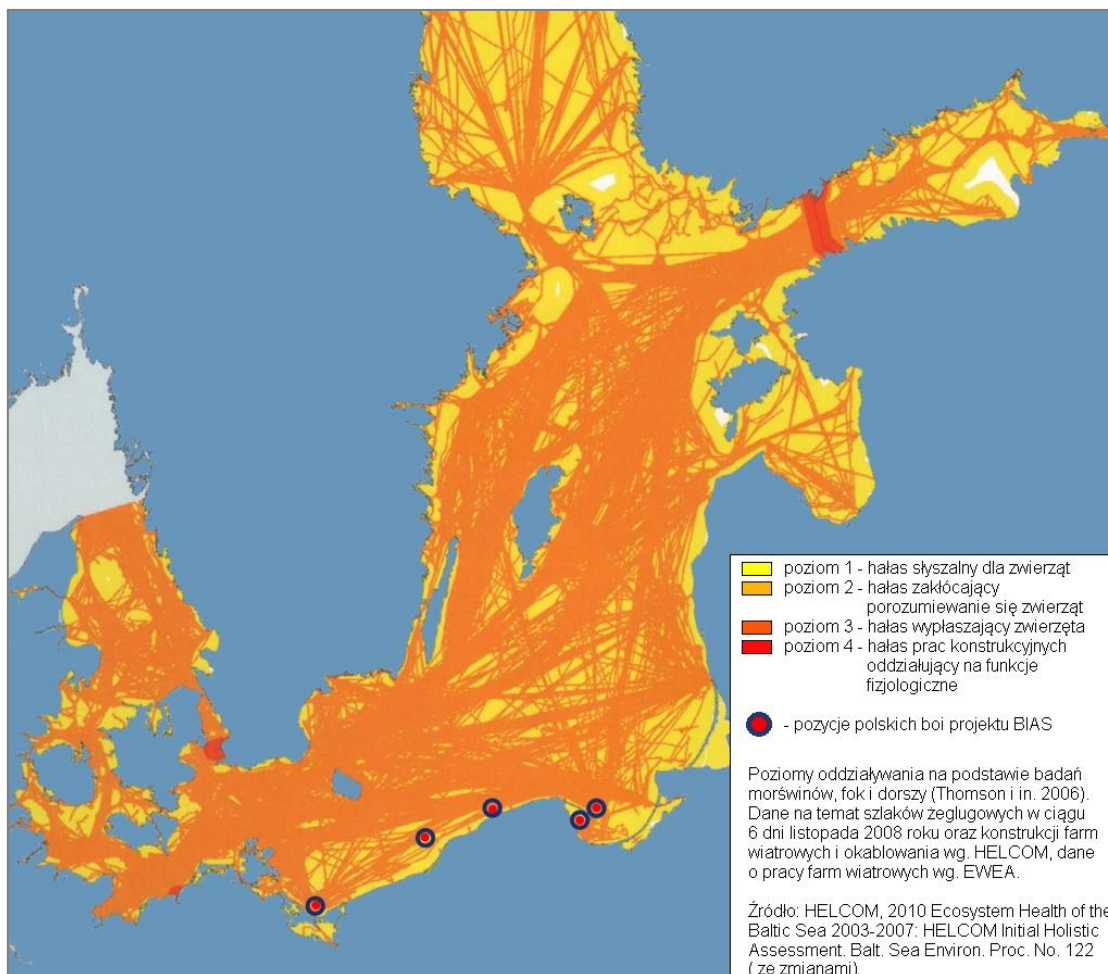 poziom 1 - hałas słyszalny dla zwierząt
poziom 2 - hałas zakłócający
porozumiewanie się zwierząt
poziom 3 - hałas wypłaszający zwierzęta
poziom 4 - hałas prac konstrukcyjnych
oddziałujący na funkcje
fizjologiczne
- pozycje polskich boi projektu BIAS
Poziomy oddziaływania na podstawie badań
morświnów, fok i dorszy (Thomson i in. 2006).
Dane na temat szlaków żeglugowych w ciągu
6 dni listopada 2008 roku oraz konstrukcji farm
wiatrowych i okablowania wg. HELCOM, dane
o pracy farm wiatrowych wg. EWEA.
Źródło: HELCOM, 2010 Ecosystem Health of the
Baltic Sea 2003-2007: HELCOM Initial Holistic
Assessment. Balt. Sea Environ. Proc. No. 122
( ze zmianami).